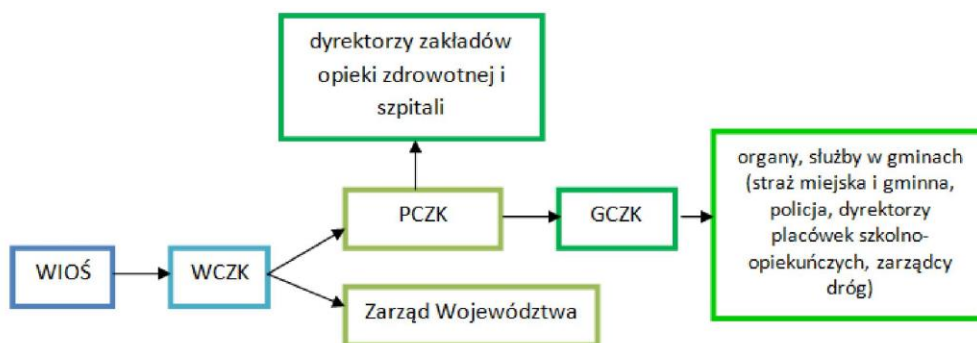 dyrektorzy zakładów
opieki zdrowotnej i
szpitali
organy, służby w gminach
(straż miejska i gminna,
policja, dyrektorzy
placówek szkolno-
opiekuńczych, zarządcy
dróg)
PCZK
GCZK
WIOŚ
WCZK
Zarząd Województwa